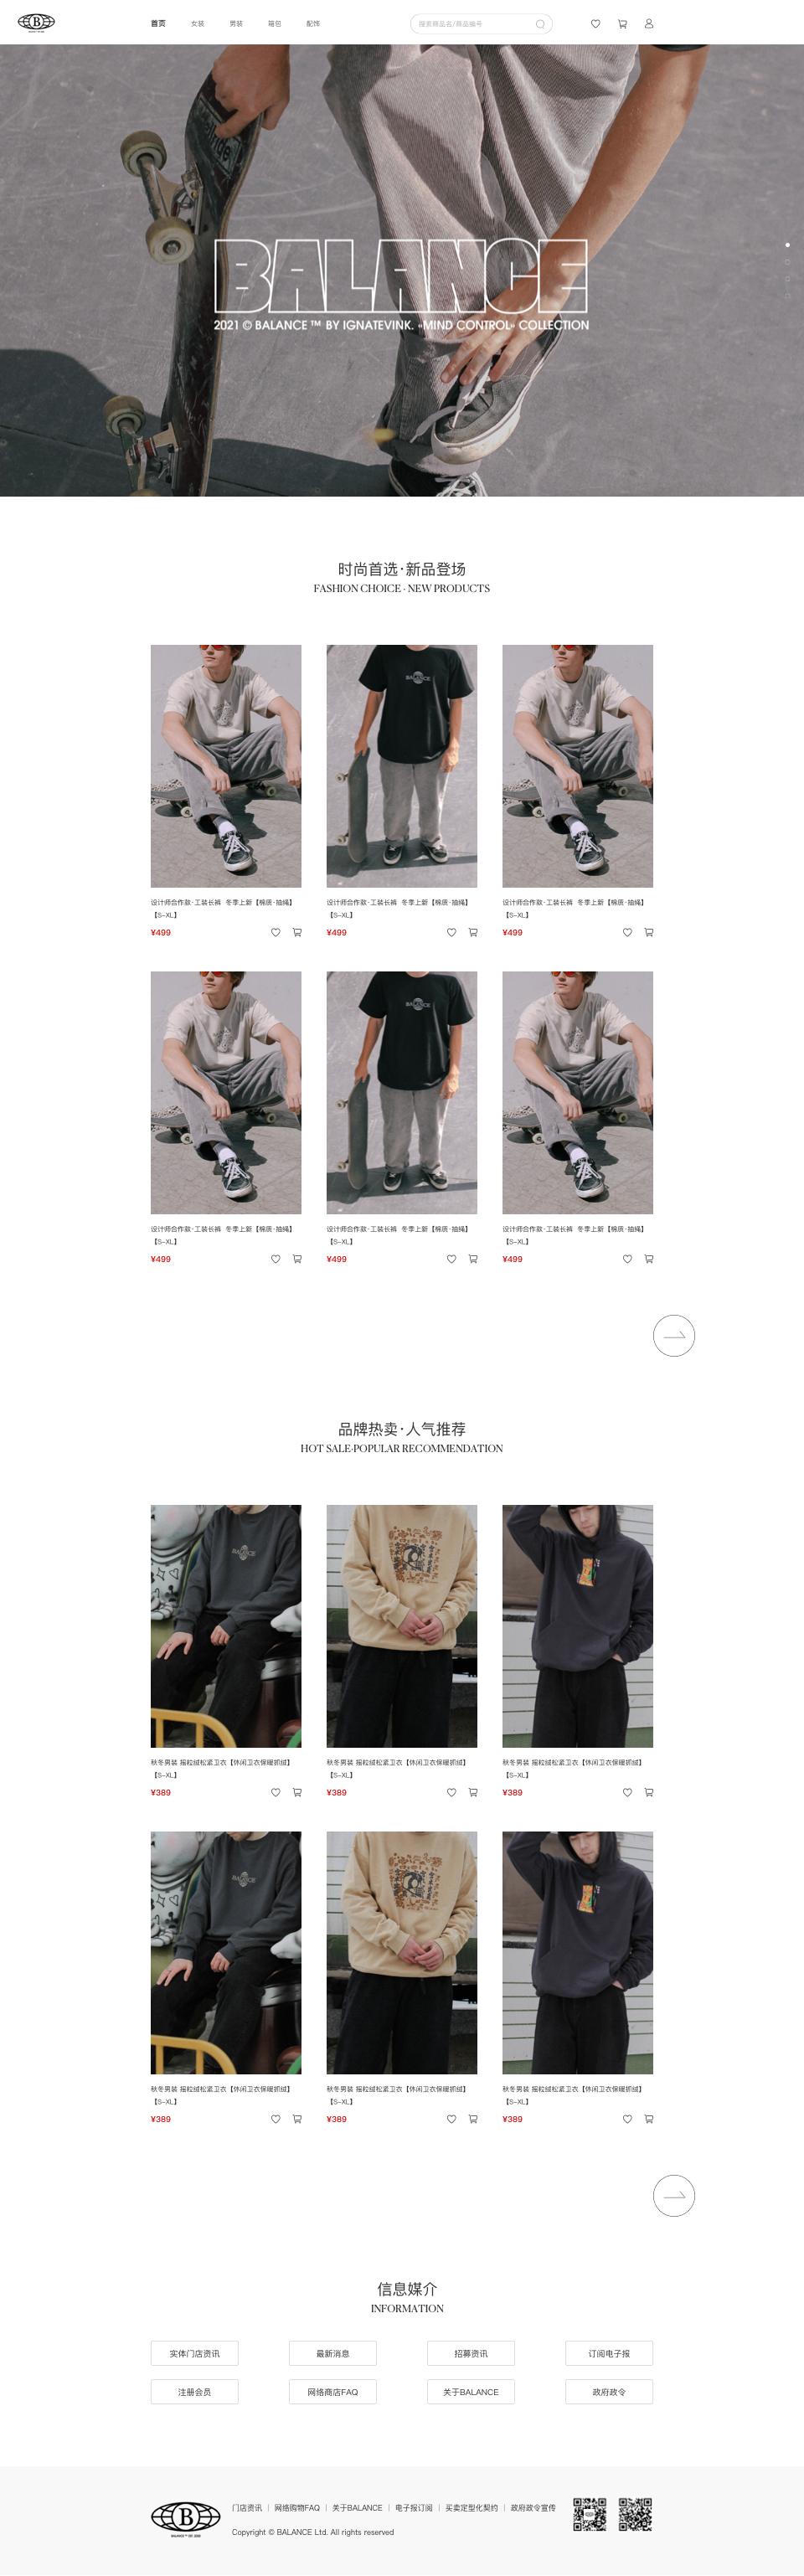 B
首页 女装 男装 箱包 配饰 搜索商品名/商品编号
BALANCE
2021 © BALANCE ™ BY IGNATEVINK. «MIND CONTROL» COLLECTION
时尚首选·新品登场
FASHION CHOICE · NEW PRODUCTS
BALANCE
设计师合作款·工装长裤 冬季上新【棉质·抽绳】
【S-XL】
¥499
设计师合作款·工装长裤 冬季上新【棉质·抽绳】
【S-XL】
¥499
设计师合作款·工装长裤 冬季上新【棉质·抽绳】
【S-XL】
¥499
BALANCE
设计师合作款·工装长裤 冬季上新【棉质·抽绳】
【S-XL】
¥499
设计师合作款·工装长裤 冬季上新【棉质·抽绳】
【S-XL】
¥499
设计师合作款·工装长裤 冬季上新【棉质·抽绳】
【S-XL】
¥499
品牌热卖·人气推荐
HOT SALE·POPULAR RECOMMENDATION
BALANCE
秋冬男装 摇粒绒松紧卫衣【休闲卫衣保暖抓绒】
【S-XL】
¥389
秋冬男装 摇粒绒松紧卫衣【休闲卫衣保暖抓绒】
【S-XL】
¥389
秋冬男装 摇粒绒松紧卫衣【休闲卫衣保暖抓绒】
【S-XL】
¥389
BALANCE
秋冬男装 摇粒绒松紧卫衣【休闲卫衣保暖抓绒】
【S-XL】
¥389
秋冬男装 摇粒绒松紧卫衣【休闲卫衣保暖抓绒】
【S-XL】
¥389
秋冬男装 摇粒绒松紧卫衣【休闲卫衣保暖抓绒】
【S-XL】
¥389
信息媒介
INFORMATION
实体门店资讯 最新消息 招募资讯 订阅电子报
注册会员 网络商店FAQ 关于BALANCE 政府政令
B
门店资讯 | 网络购物FAQ | 关于BALANCE | 电子报订阅 | 买卖定型化契约 | 政府政令宣传
Copyright © BALANCE Ltd. All rights reserved